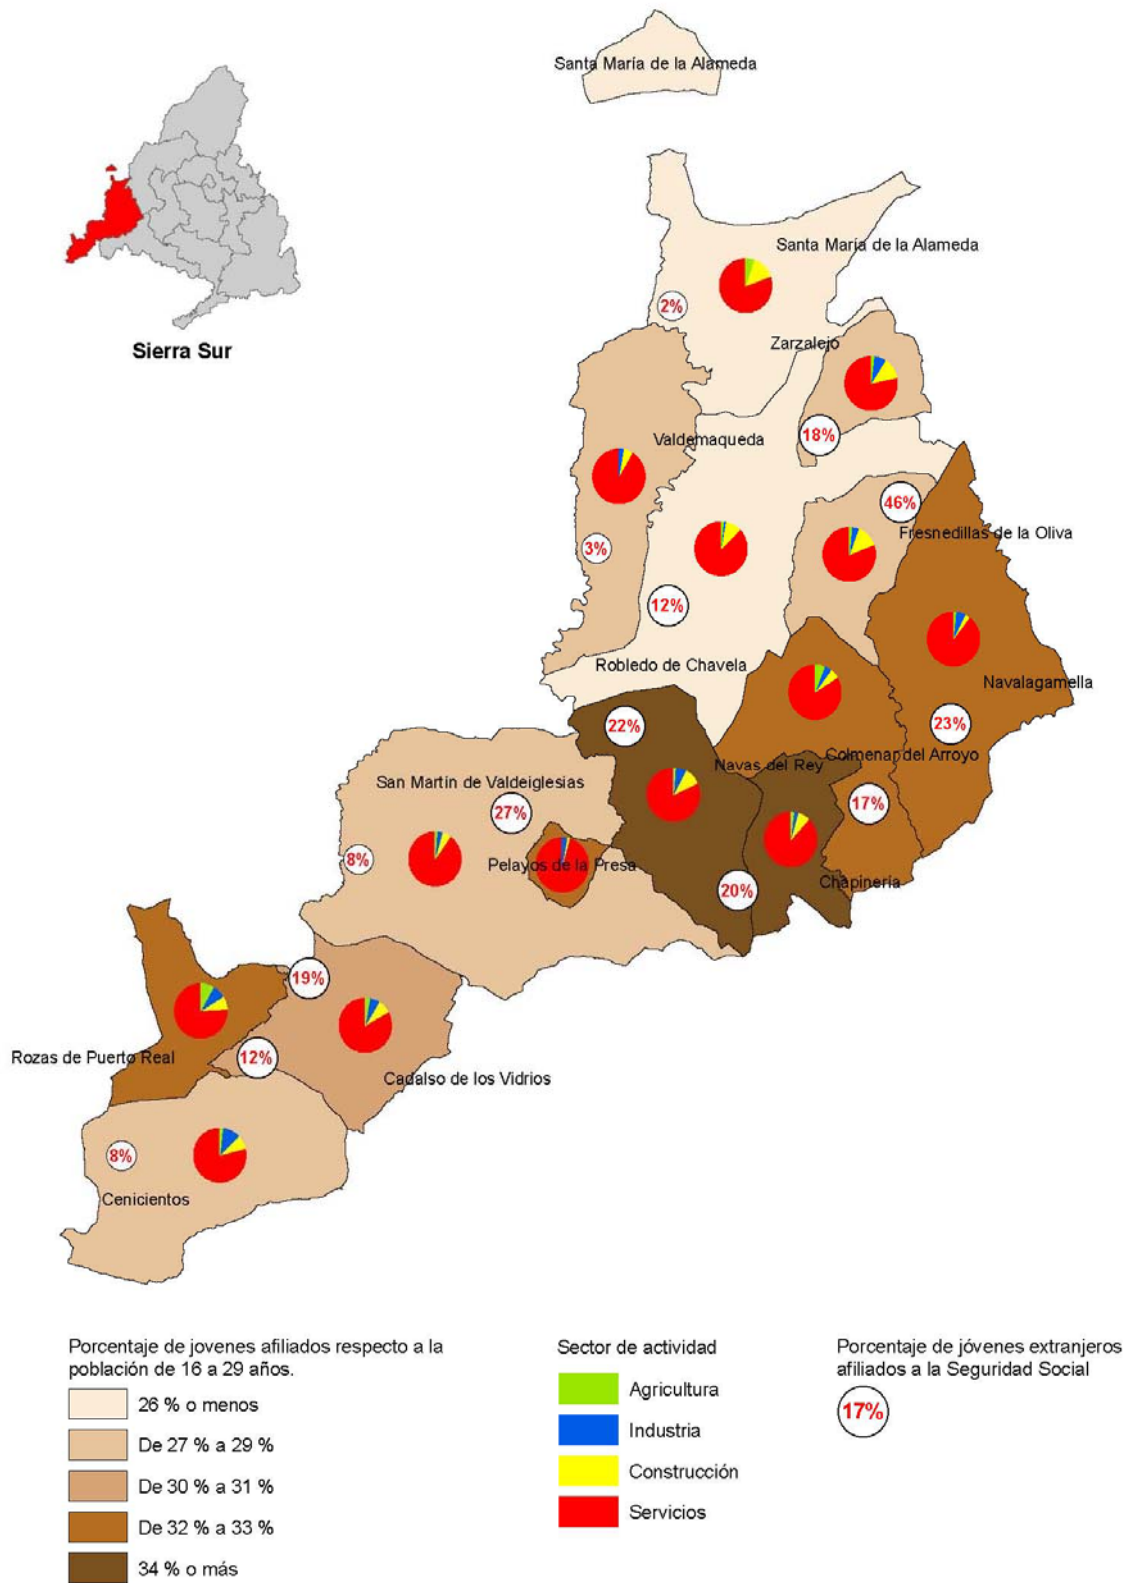 Santa María de la Alameda
Santa María de la Alameda
Sierra Sur
2%
Zarzalejo
18%
Valdemaqueda
46%
Fresnedillas de la Oliva
3%
12%
Robledo de Chavela
Navalagamella
22%
23%
Navas del Rey
Colmenar del Arroyo
San Martín de Valdeiglesias
27%
17%
8%
Pelayos de la Presa
20%
Chapinería
19%
Rozas de Puerto Real
12%
Cadalso de los Vidrios
8%
Cenicientos
Porcentaje de jovenes afiliados respecto a la
población de 16 a 29 años.
26 % o menos
De 27 % a 29 %
De 30 % a 31 %
De 32 % a 33 %
34 % o más
Sector de actividad
Agricultura
Industria
Construcción
Servicios
Porcentaje de jóvenes extranjeros
afiliados a la Seguridad Social
17%